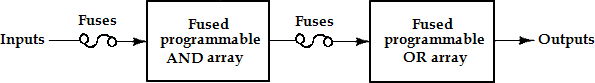 Inputs
Fuses
Fused
programmable
AND array
Fuses
Fused
programmable
OR array
Outputs